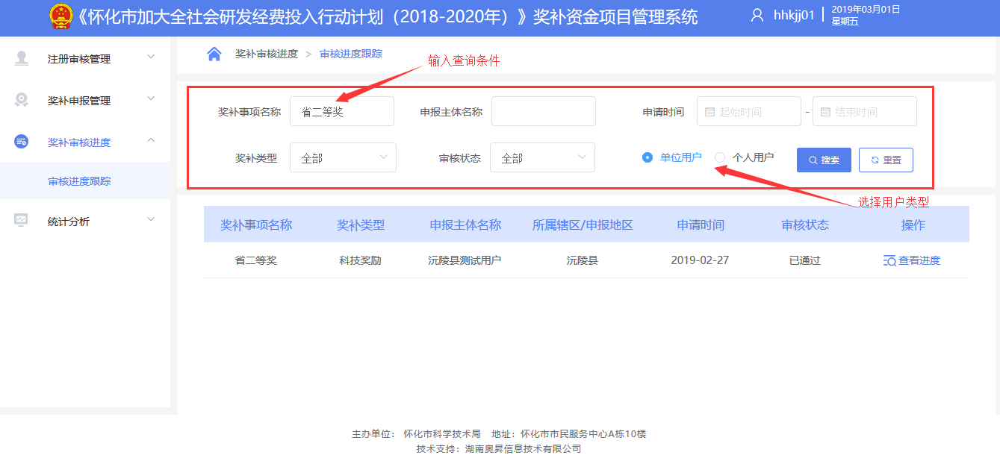 《怀化市加大全社会研发经费投入行动计划（2018-2020年）》奖补资金项目管理系统
hhkjj01
2019年03月01日
星期五
注册审核管理
奖补申报管理
奖补审核进度
审核进度跟踪
统计分析
奖补审核进度 > 审核进度跟踪
输入查询条件
奖补事项名称 省二等奖 申报主体名称 申请时间 起始时间 - 结束时间
奖补类型 全部 审核状态 全部 单位用户 个人用户 搜索 重置
选择用户类型
奖补事项名称 奖补类型 申报主体名称 所属辖区/申报地区 申请时间 审核状态 操作
省二等奖 科技奖励 沅陵县测试用户 沅陵县 2019-02-27 已通过 查看进度
主办单位： 怀化市科学技术局 地址：怀化市市民服务中心A栋10楼
技术支持：湖南奥昇信息技术有限公司